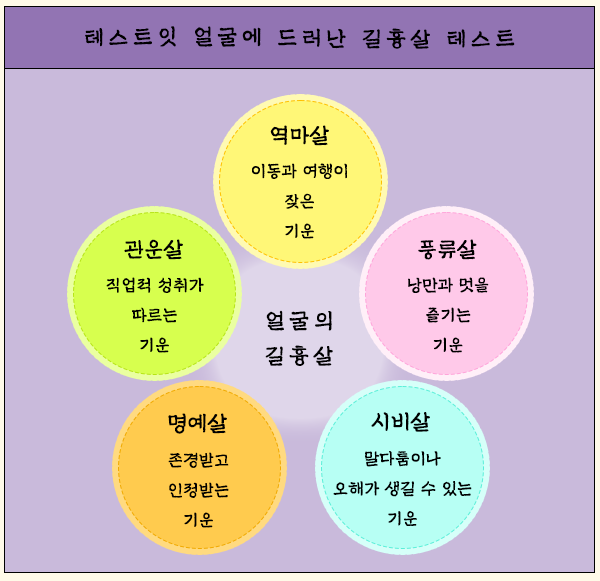 테스트잇 얼굴에 드러난 길흉살 테스트
역마살
이동과 여행이
잦은
기운
관운살
직업적 성취가
따르는
기운
풍류살
낭만과 멋을
즐기는
기운
얼굴의
길흉살
명예살
존경받고
인정받는
기운
시비살
말다툼이나
오해가 생길 수 있는
기운